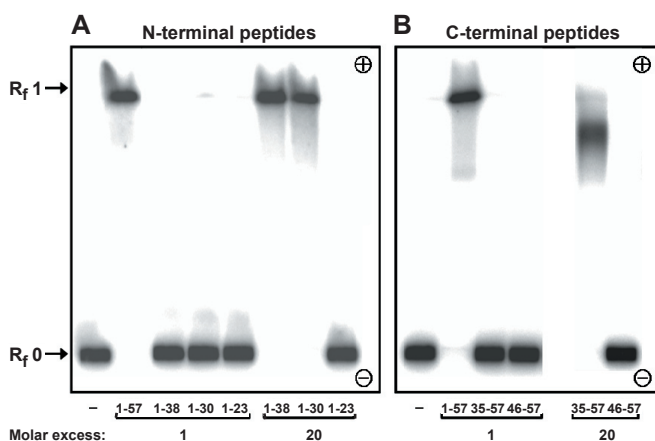 A N-terminal peptides
B C-terminal peptides
⊕ ⊕
Rf 1
Rf 0
⊖ ⊖
– 1-57 1-38 1-30 1-23 1-38 1-30 1-23
– 1-57 35-57 46-57 35-57 46-57
Molar excess: 1 20 1 20